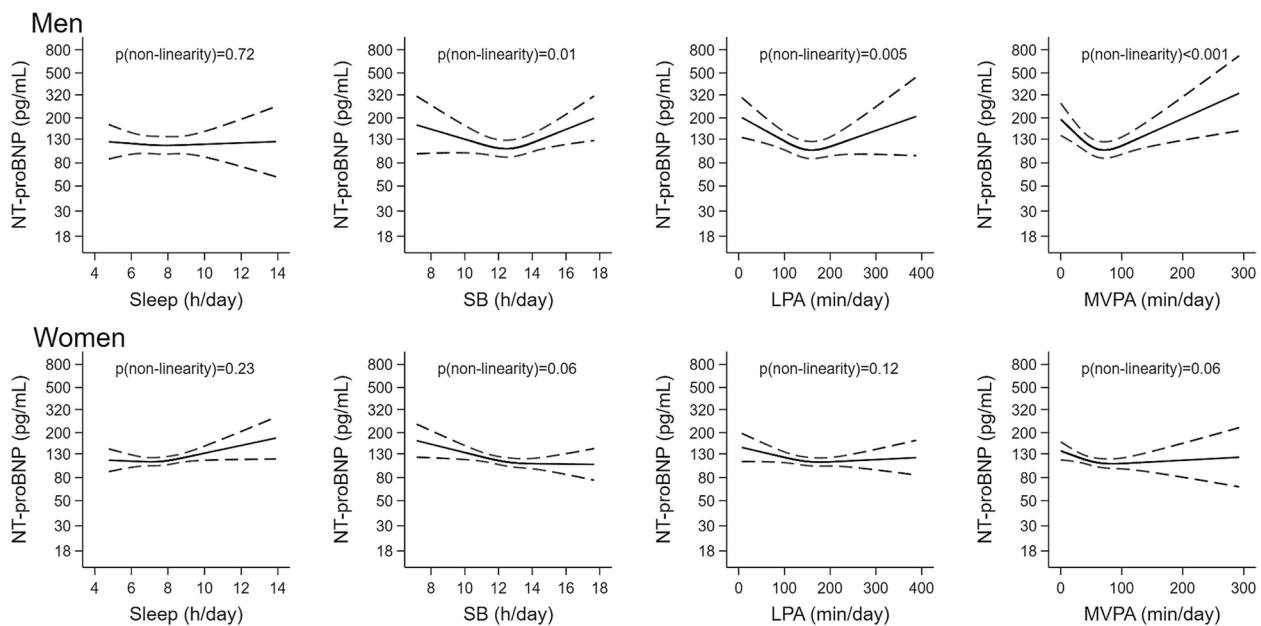 Men
NT-proBNP (pg/mL)
800
500
320
200
130
80
50
30
18
p(non-linearity)=0.72
4 6 8 10 12 14
Sleep (h/day)
NT-proBNP (pg/mL)
800
500
320
200
130
80
50
30
18
p(non-linearity)=0.01
8 10 12 14 16 18
SB (h/day)
NT-proBNP (pg/mL)
800
500
320
200
130
80
50
30
18
p(non-linearity)=0.005
0 100 200 300 400
LPA (min/day)
NT-proBNP (pg/mL)
800
500
320
200
130
80
50
30
18
p(non-linearity)<0.001
0 100 200 300
MVPA (min/day)
Women
NT-proBNP (pg/mL)
800
500
320
200
130
80
50
30
18
p(non-linearity)=0.23
4 6 8 10 12 14
Sleep (h/day)
NT-proBNP (pg/mL)
800
500
320
200
130
80
50
30
18
p(non-linearity)=0.06
8 10 12 14 16 18
SB (h/day)
NT-proBNP (pg/mL)
800
500
320
200
130
80
50
30
18
p(non-linearity)=0.12
0 100 200 300 400
LPA (min/day)
NT-proBNP (pg/mL)
800
500
320
200
130
80
50
30
18
p(non-linearity)=0.06
0 100 200 300
MVPA (min/day)